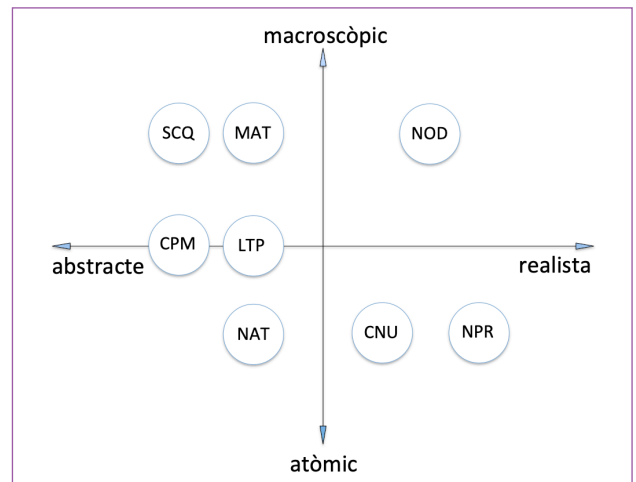 macroscòpic
SCQ MAT NOD
CPM LTP
abstracte realista
NAT CNU NPR
atòmic